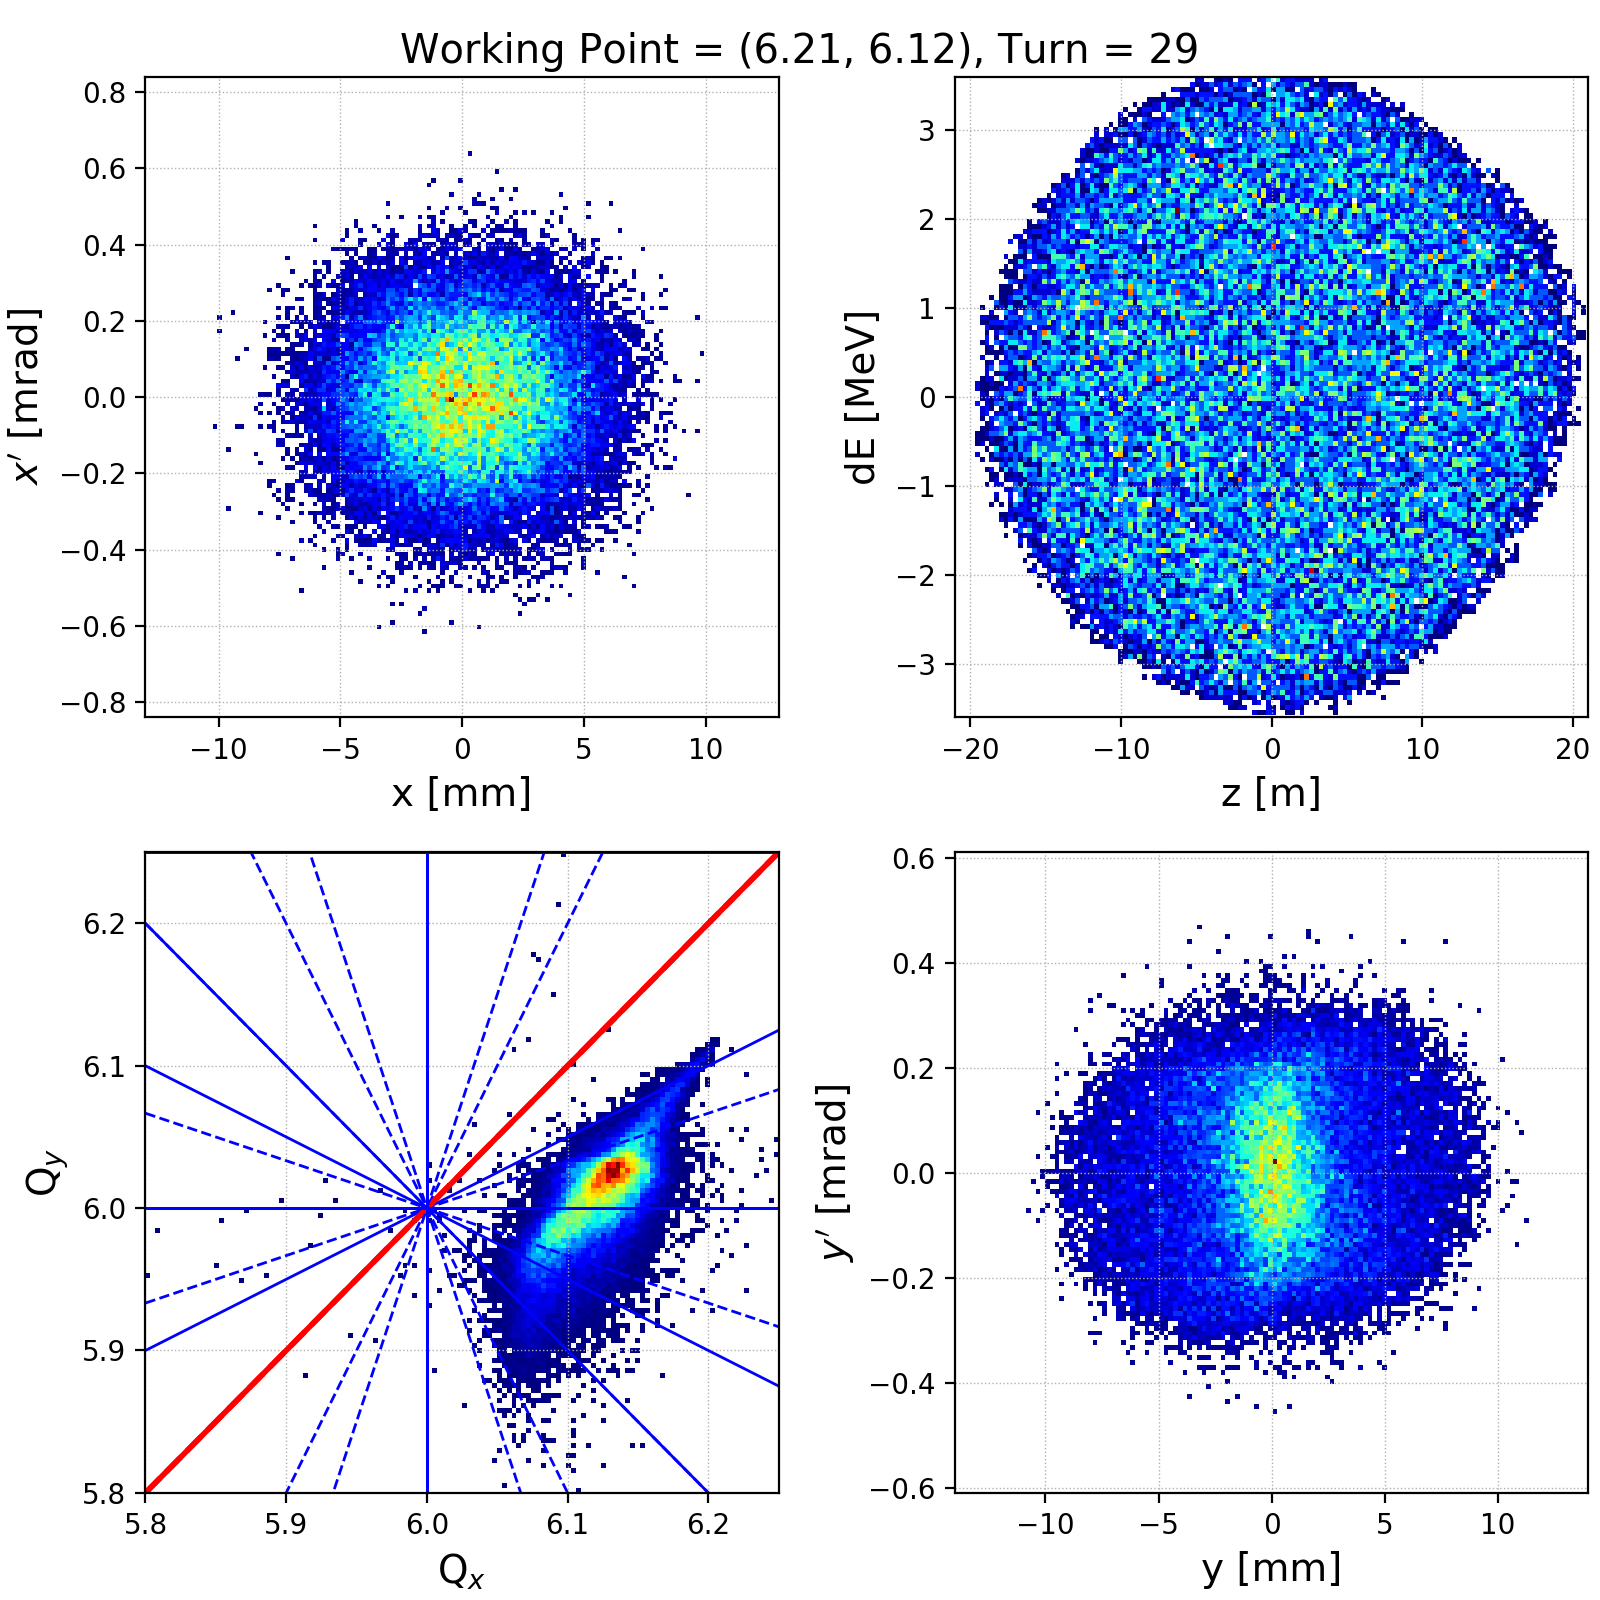 Working Point = (6.21, 6.12), Turn = 29
0.8
0.6
0.4
0.2
0.0
−0.2
−0.4
−0.6
−0.8
x′ [mrad]
−10 −5 0 5 10
x [mm]
3
2
1
0
−1
−2
−3
dE [MeV]
−20 −10 0 10 20
z [m]
6.2
6.1
6.0
5.9
5.8
Qy
5.8 5.9 6.0 6.1 6.2
Qx
0.6
0.4
0.2
0.0
−0.2
−0.4
−0.6
y′ [mrad]
−10 −5 0 5 10
y [mm]